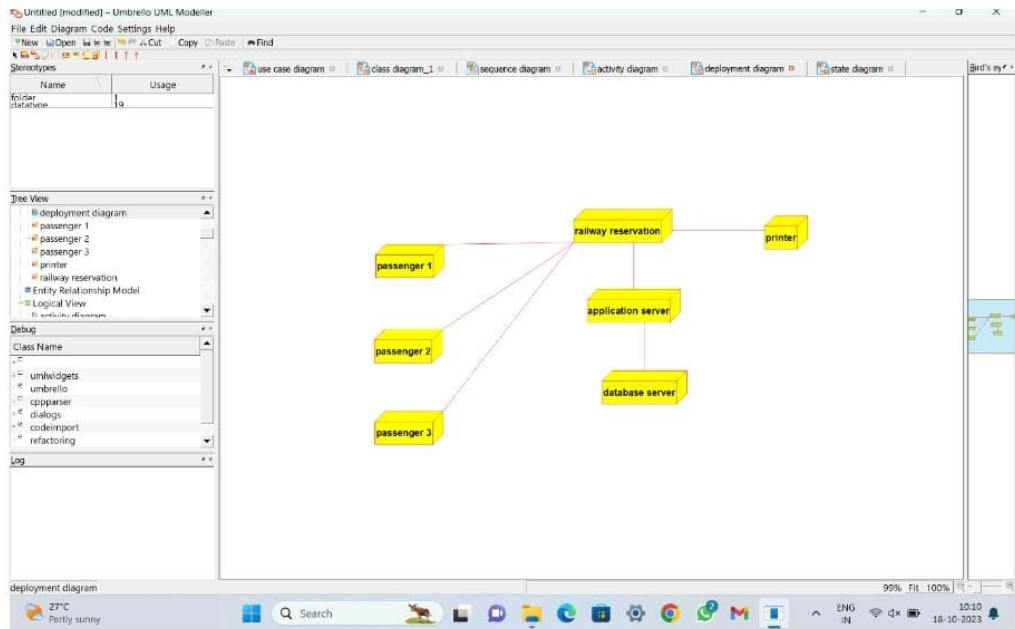 Untitled [modified] – Umbrello UML Modeller
File Edit Diagram Code Settings Help
New Open Cut Copy Paste Find
Stereotypes
Name Usage
folder 1
datatype 19
use case diagram class diagram_1 sequence diagram activity diagram deployment diagram state diagram
Bird's ey
Tree View
deployment diagram
passenger 1
passenger 2
passenger 3
printer
railway reservation
Entity Relationship Model
Logical View
activity diagram
Debug
Class Name
umlwidgets
umbrello
cppparser
dialogs
codeimport
refactoring
Log
railway reservation
printer
passenger 1
application server
passenger 2
database server
passenger 3
deployment diagram
99% Fit 100%
27°C
Partly sunny
Search
ENG
IN
10:10
18-10-2023